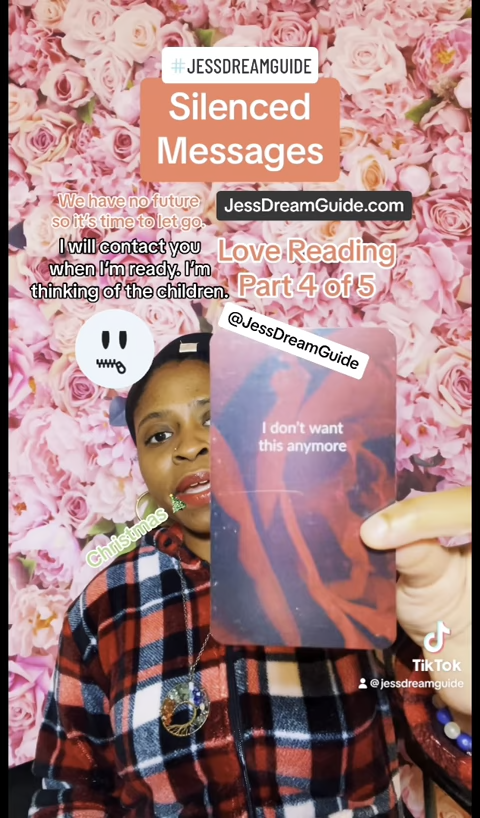 #JESSDREAMGUIDE
Silenced
Messages
JessDreamGuide.com
We have no future
so it's time to let go.
I will contact you
when I'm ready. I'm
thinking of the children.
Love Reading
Part 4 of 5
@JessDreamGuide
I don't want
this anymore
Christmas
TikTok
@jessdreamguide